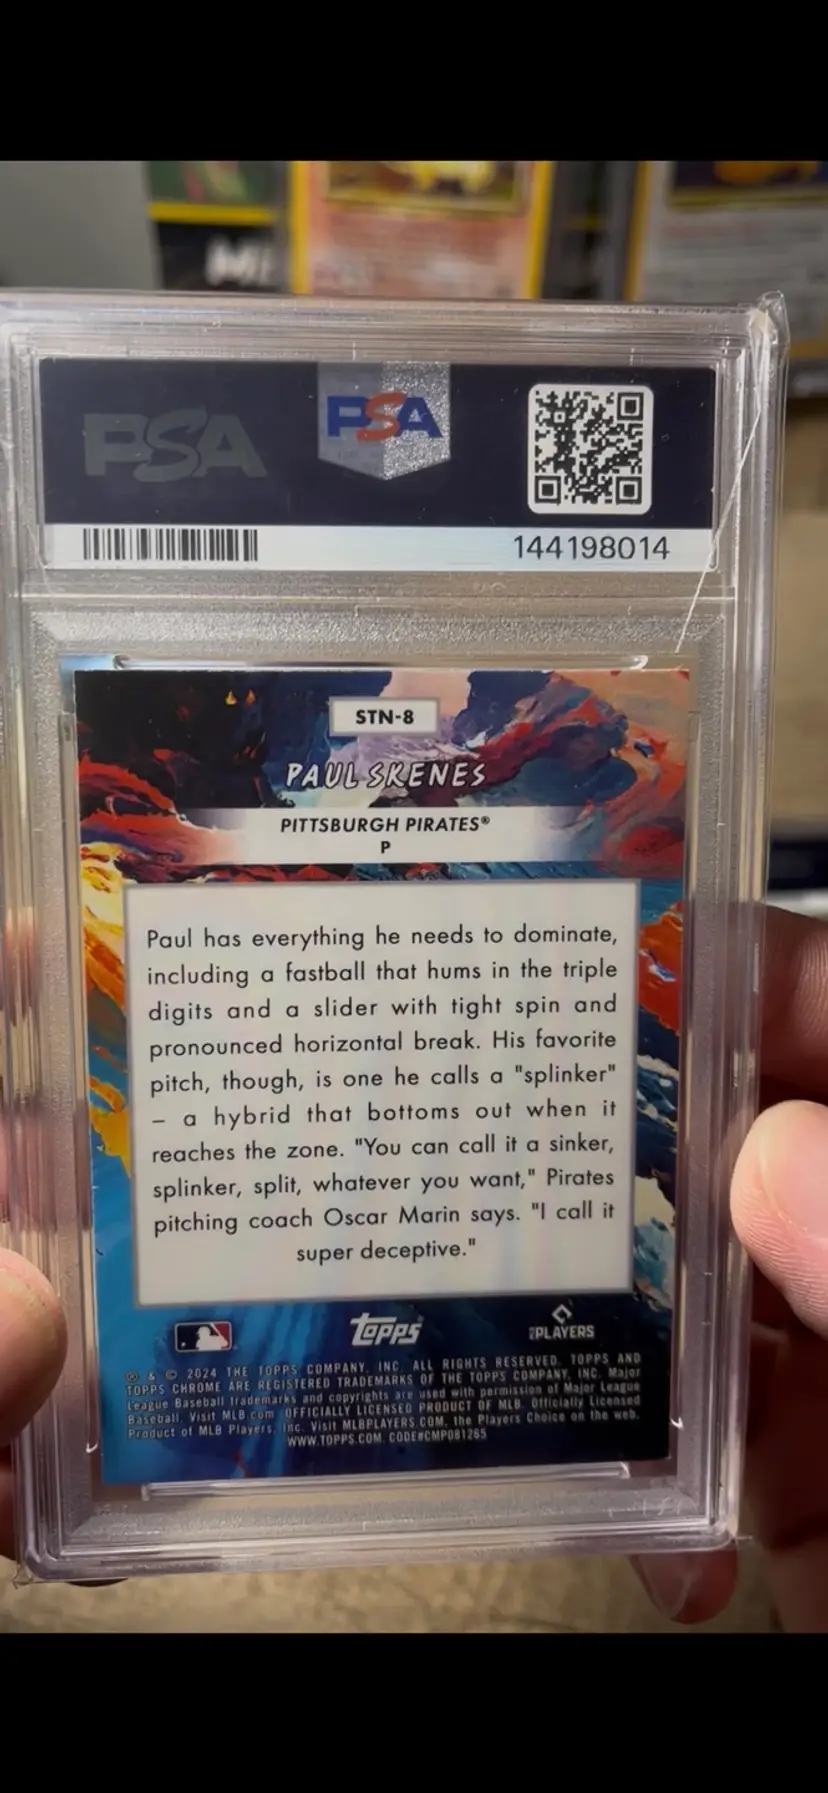 PSA
PSA
144198014
STN-8
PAUL SKENES
PITTSBURGH PIRATES®
P
Paul has everything he needs to dominate,
including a fastball that hums in the triple
digits and a slider with tight spin and
pronounced horizontal break. His favorite
pitch, though, is one he calls a "splinker"
– a hybrid that bottoms out when it
reaches the zone. "You can call it a sinker,
splinker, split, whatever you want," Pirates
pitching coach Oscar Marin says. "I call it
super deceptive."
Topps
PLAYERS
® & © 2024 THE TOPPS COMPANY, INC. ALL RIGHTS RESERVED. TOPPS AND
TOPPS CHROME ARE REGISTERED TRADEMARKS OF THE TOPPS COMPANY, INC. Major
League Baseball trademarks and copyrights are used with permission of Major League
Baseball. Visit MLB.com OFFICIALLY LICENSED PRODUCT OF MLB. Officially Licensed
Product of MLB Players, Inc. Visit MLBPLAYERS.COM, the Players Choice on the web.
WWW.TOPPS.COM. CODE#CMP081265